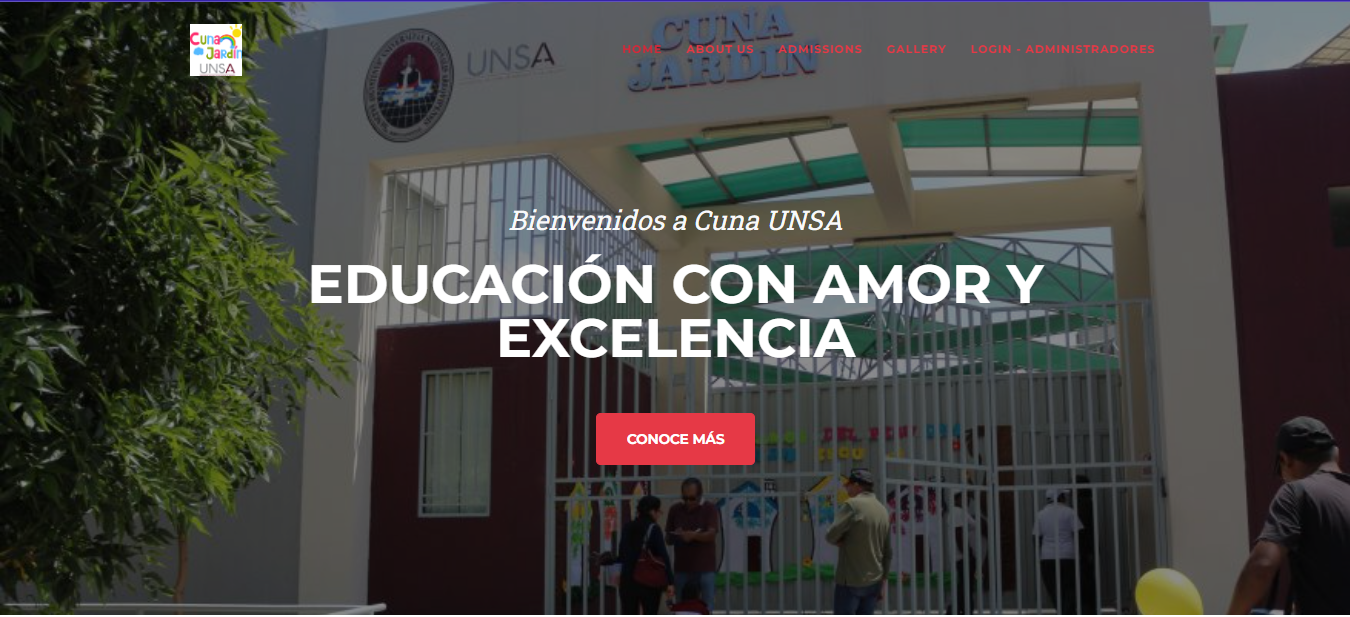 Cuna
Jardín
UNSA
UNSA
CUNA
JARDÍN
HOME ABOUT US ADMISSIONS GALLERY LOGIN - ADMINISTRADORES
Bienvenidos a Cuna UNSA
EDUCACIÓN CON AMOR Y
EXCELENCIA
CONOCE MÁS